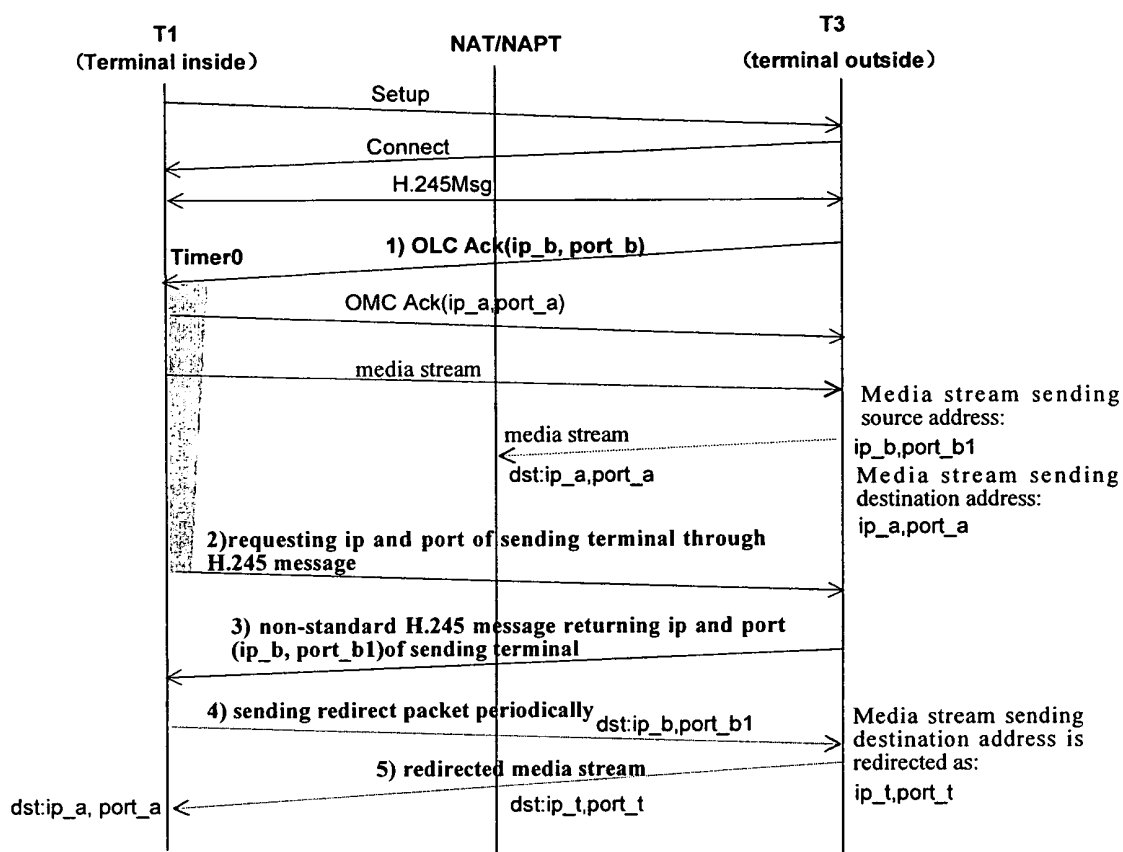 T1
(Terminal inside)
NAT/NAPT
T3
(terminal outside)
Setup
Connect
H.245Msg
1) OLC Ack(ip_b, port_b)
Timer0
OMC Ack(ip_a,port_a)
media stream
Media stream sending
source address:
ip_b,port_b1
media stream
dst:ip_a,port_a
Media stream sending
destination address:
ip_a,port_a
2)requesting ip and port of sending terminal through
H.245 message
3) non-standard H.245 message returning ip and port
(ip_b, port_b1)of sending terminal
4) sending redirect packet periodically
dst:ip_b,port_b1
Media stream sending
destination address is
redirected as:
ip_t,port_t
5) redirected media stream
dst:ip_a, port_a
dst:ip_t,port_t